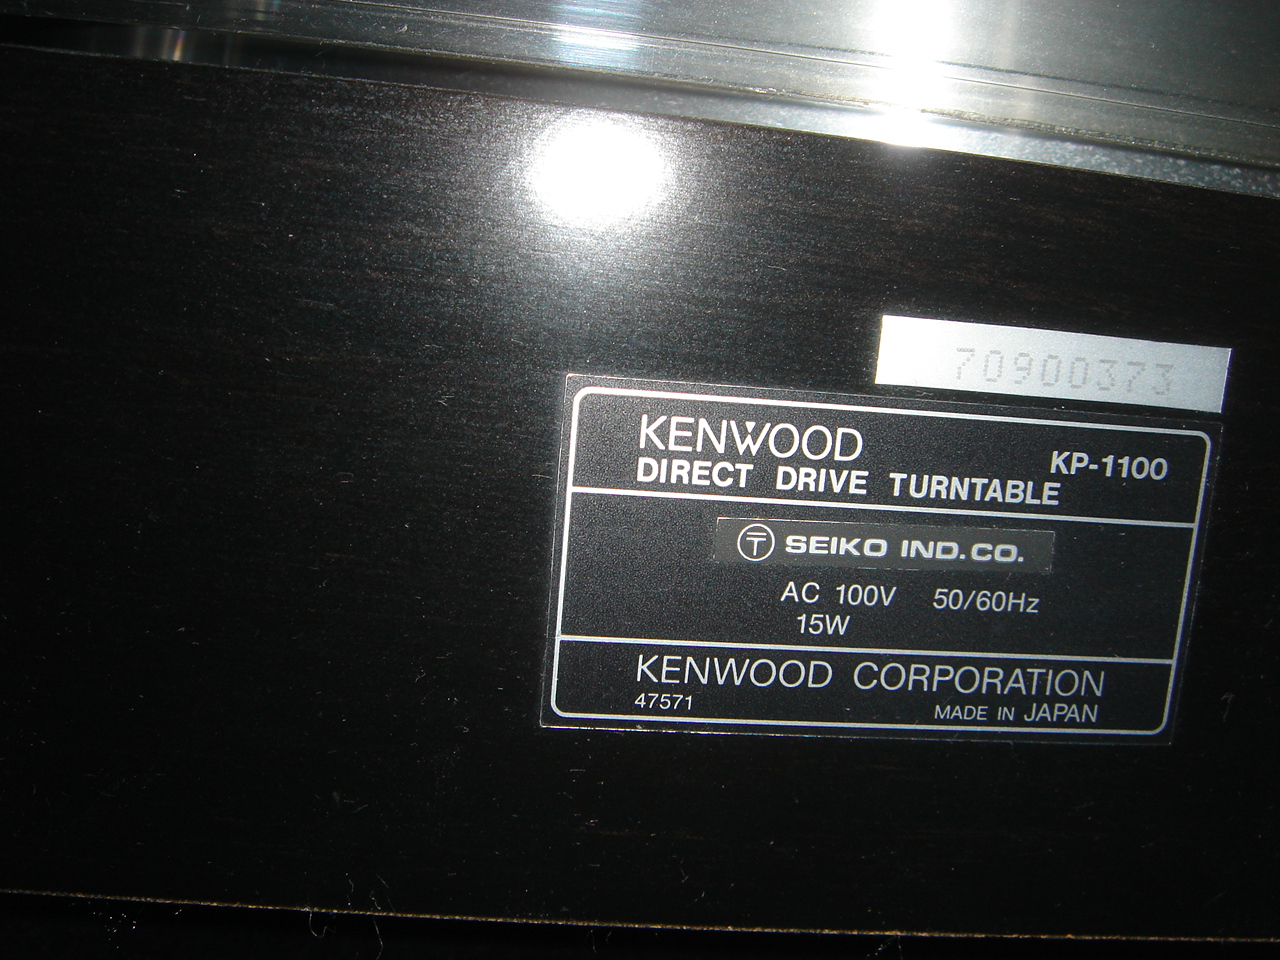 70900373
KENWOOD
KP-1100
DIRECT DRIVE TURNTABLE
SEIKO IND.CO.
AC 100V 50/60Hz
15W
KENWOOD CORPORATION
47571 MADE IN JAPAN